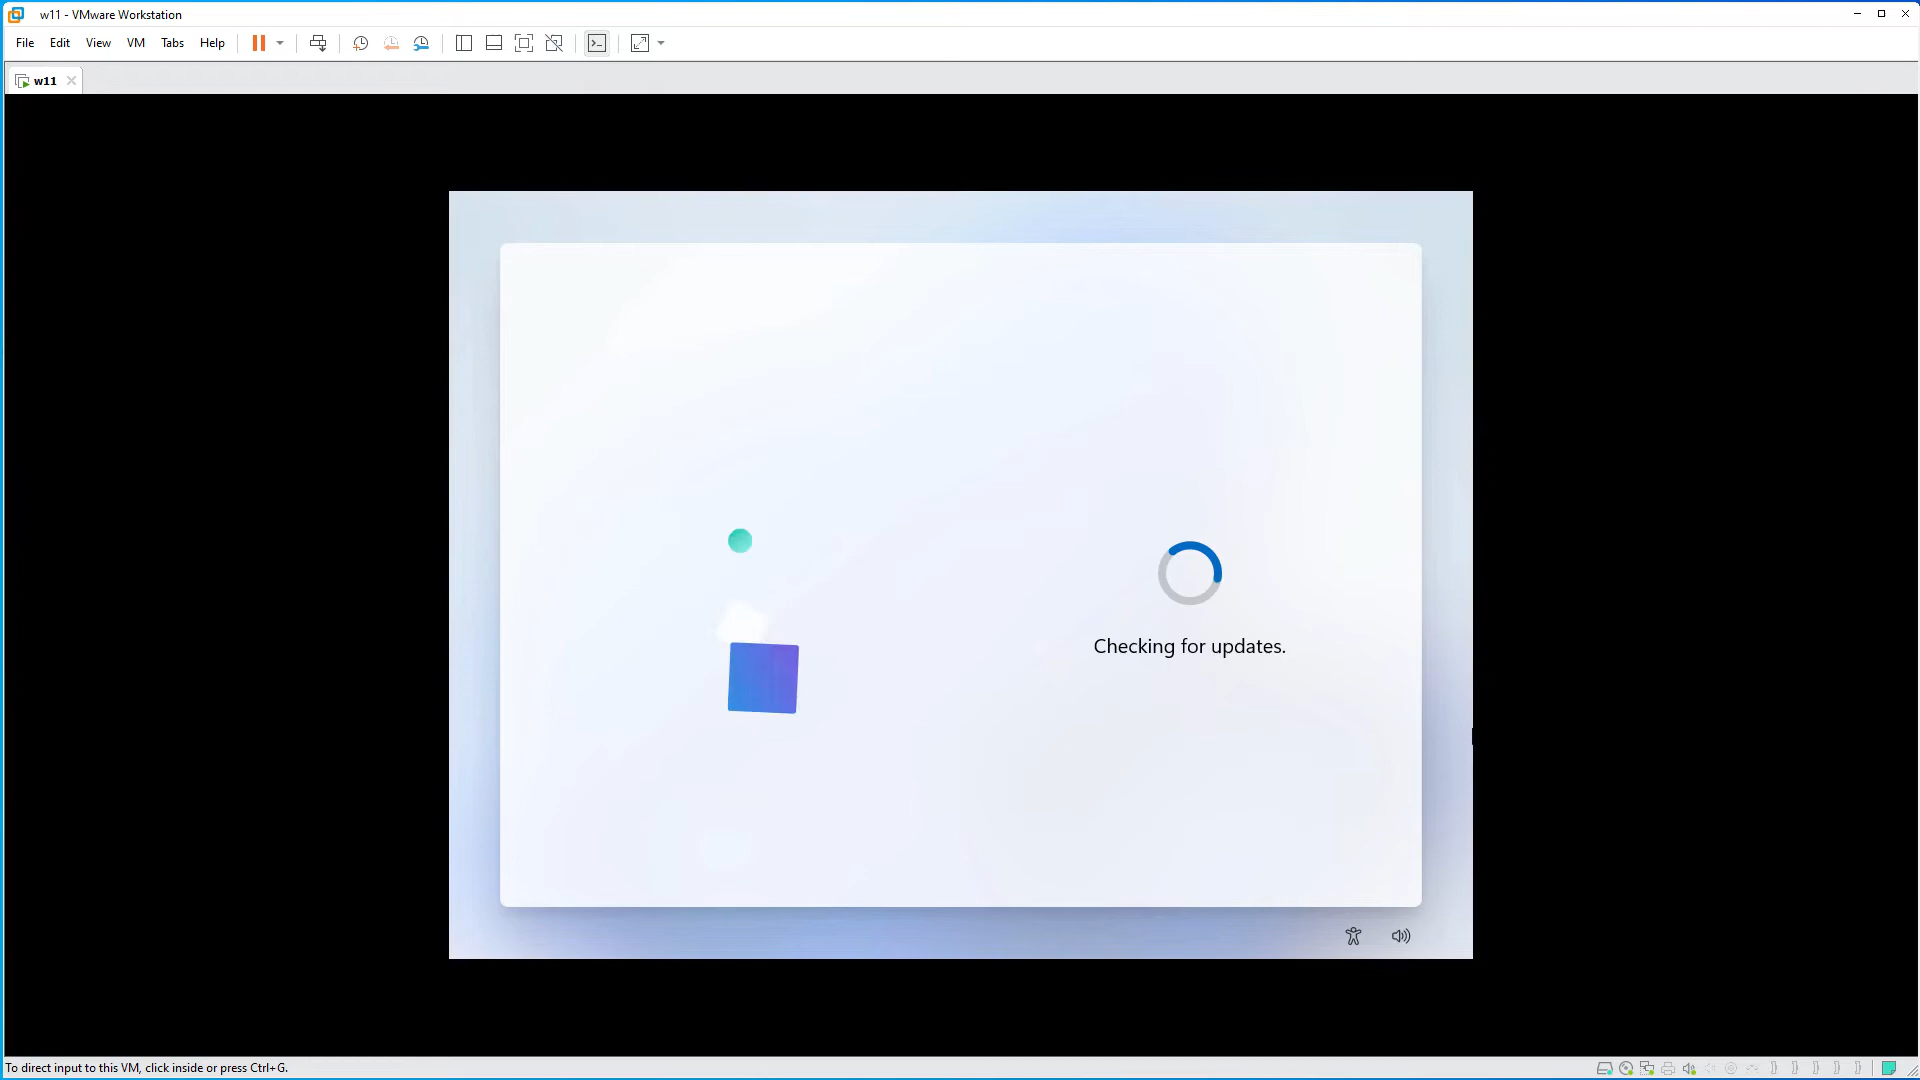 w11 - VMware Workstation
File Edit View VM Tabs Help
w11
Checking for updates.
To direct input to this VM, click inside or press Ctrl+G.